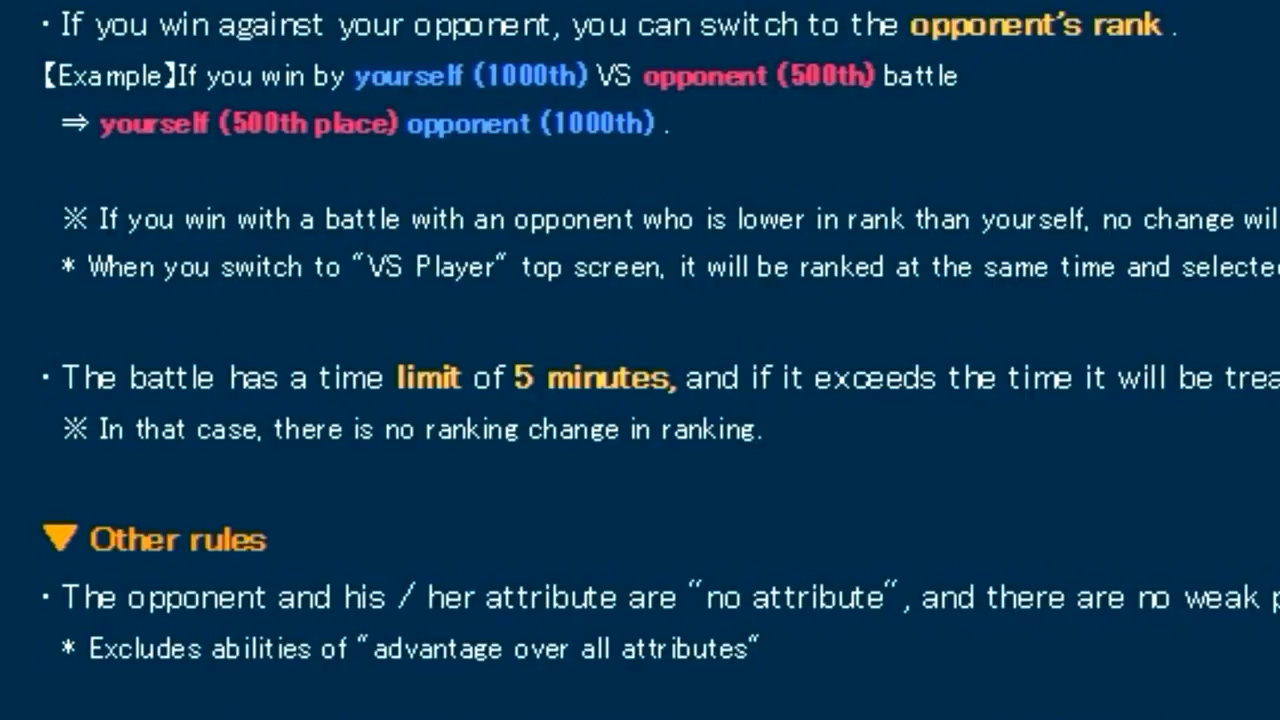 ・If you win against your opponent, you can switch to the opponent's rank .
【Example】If you win by yourself (1000th) VS opponent (500th) battle
⇒ yourself (500th place) opponent (1000th) .
※ If you win with a battle with an opponent who is lower in rank than yourself, no change
* When you switch to "VS Player" top screen, it will be ranked at the same time and
・The battle has a time limit of 5 minutes, and if it exceeds the time it will be
※ In that case, there is no ranking change in ranking.
▼ Other rules
・The opponent and his / her attribute are "no attribute", and there are no weak
* Excludes abilities of "advantage over all attributes"